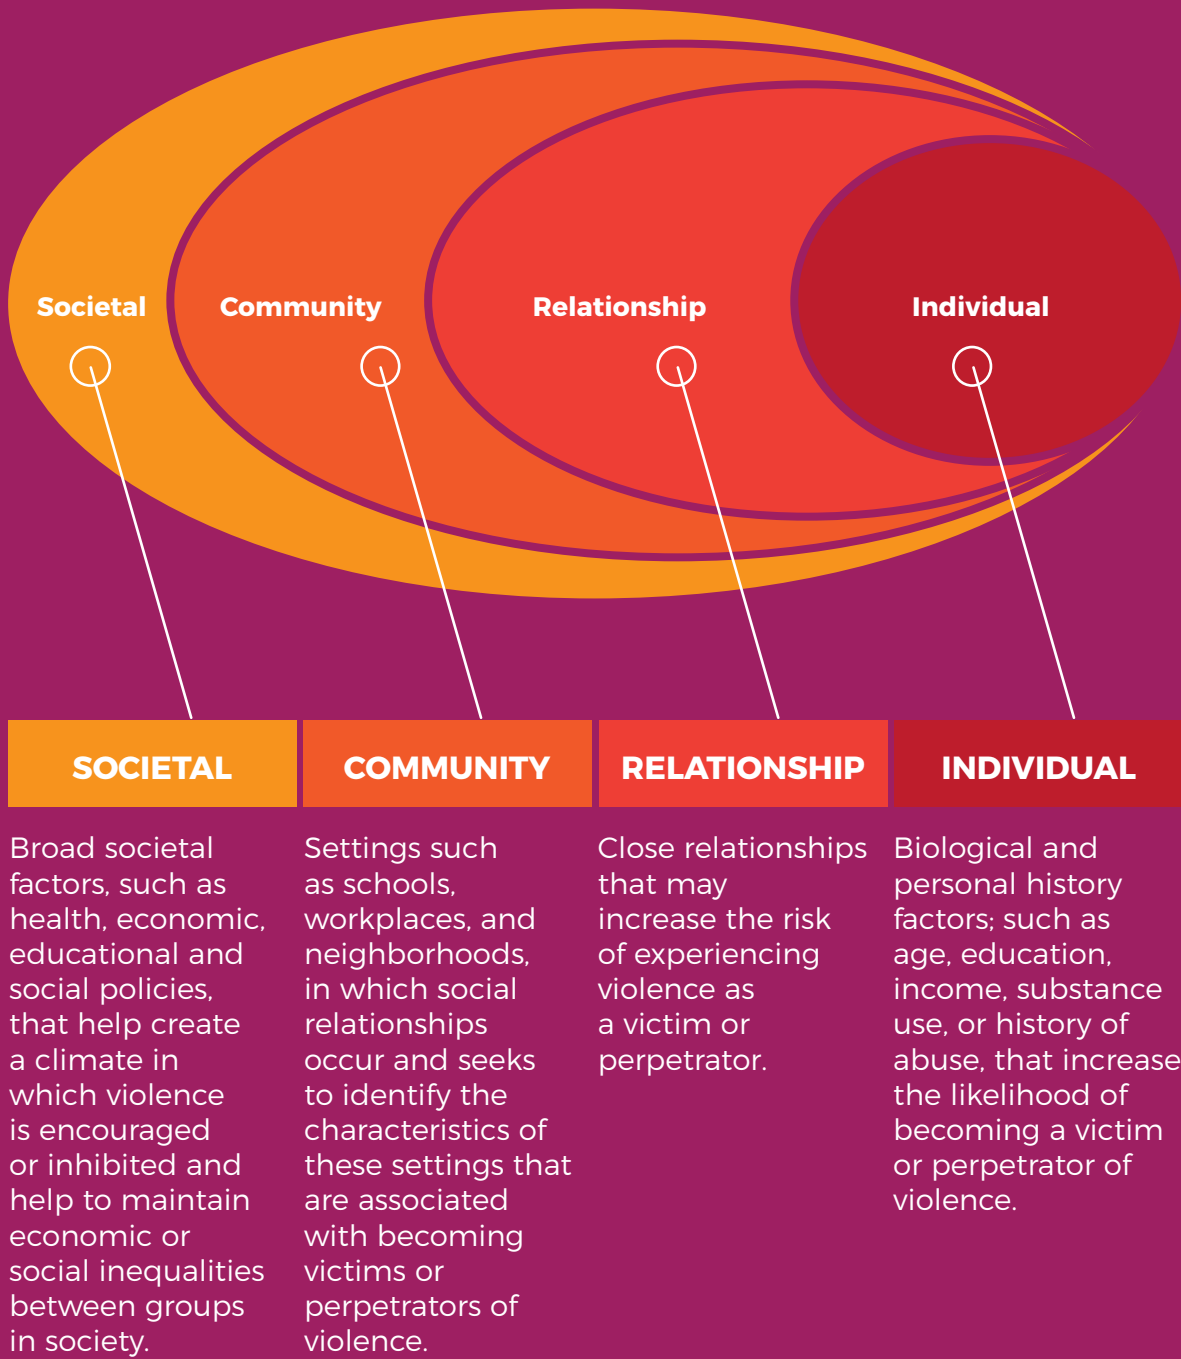 Societal
Community
Relationship
Individual
SOCIETAL
Broad societal
factors, such as
health, economic,
educational and
social policies,
that help create
a climate in
which violence
is encouraged
or inhibited and
help to maintain
economic or
social inequalities
between groups
in society.
COMMUNITY
Settings such
as schools,
workplaces, and
neighborhoods,
in which social
relationships
occur and seeks
to identify the
characteristics of
these settings that
are associated
with becoming
victims or
perpetrators of
violence.
RELATIONSHIP
Close relationships
that may
increase the risk
of experiencing
violence as
a victim or
perpetrator.
INDIVIDUAL
Biological and
personal history
factors; such as
age, education,
income, substance
use, or history of
abuse, that increase
the likelihood of
becoming a victim
or perpetrator of
violence.